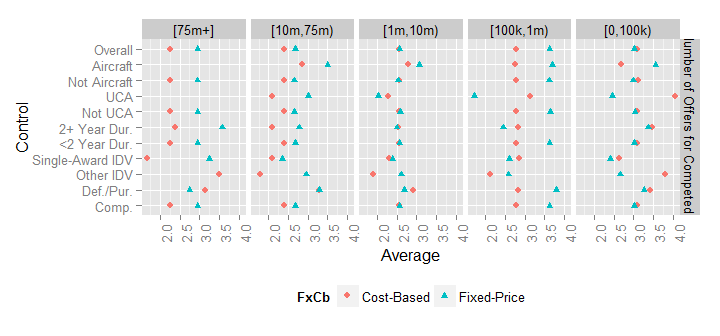 [75m+] [10m,75m) [1m,10m) [100k,1m) [0,100k)
Control
Overall
Aircraft
Not Aircraft
UCA
Not UCA
2+ Year Dur.
<2 Year Dur.
Single-Award IDV
Other IDV
Def./Pur.
Comp.
umber of Offers for Competed
2.0 2.5 3.0 3.5 4.0 2.0 2.5 3.0 3.5 4.0 2.0 2.5 3.0 3.5 4.0 2.0 2.5 3.0 3.5 4.0 2.0 2.5 3.0 3.5 4.0
Average
FxCb Cost-Based Fixed-Price